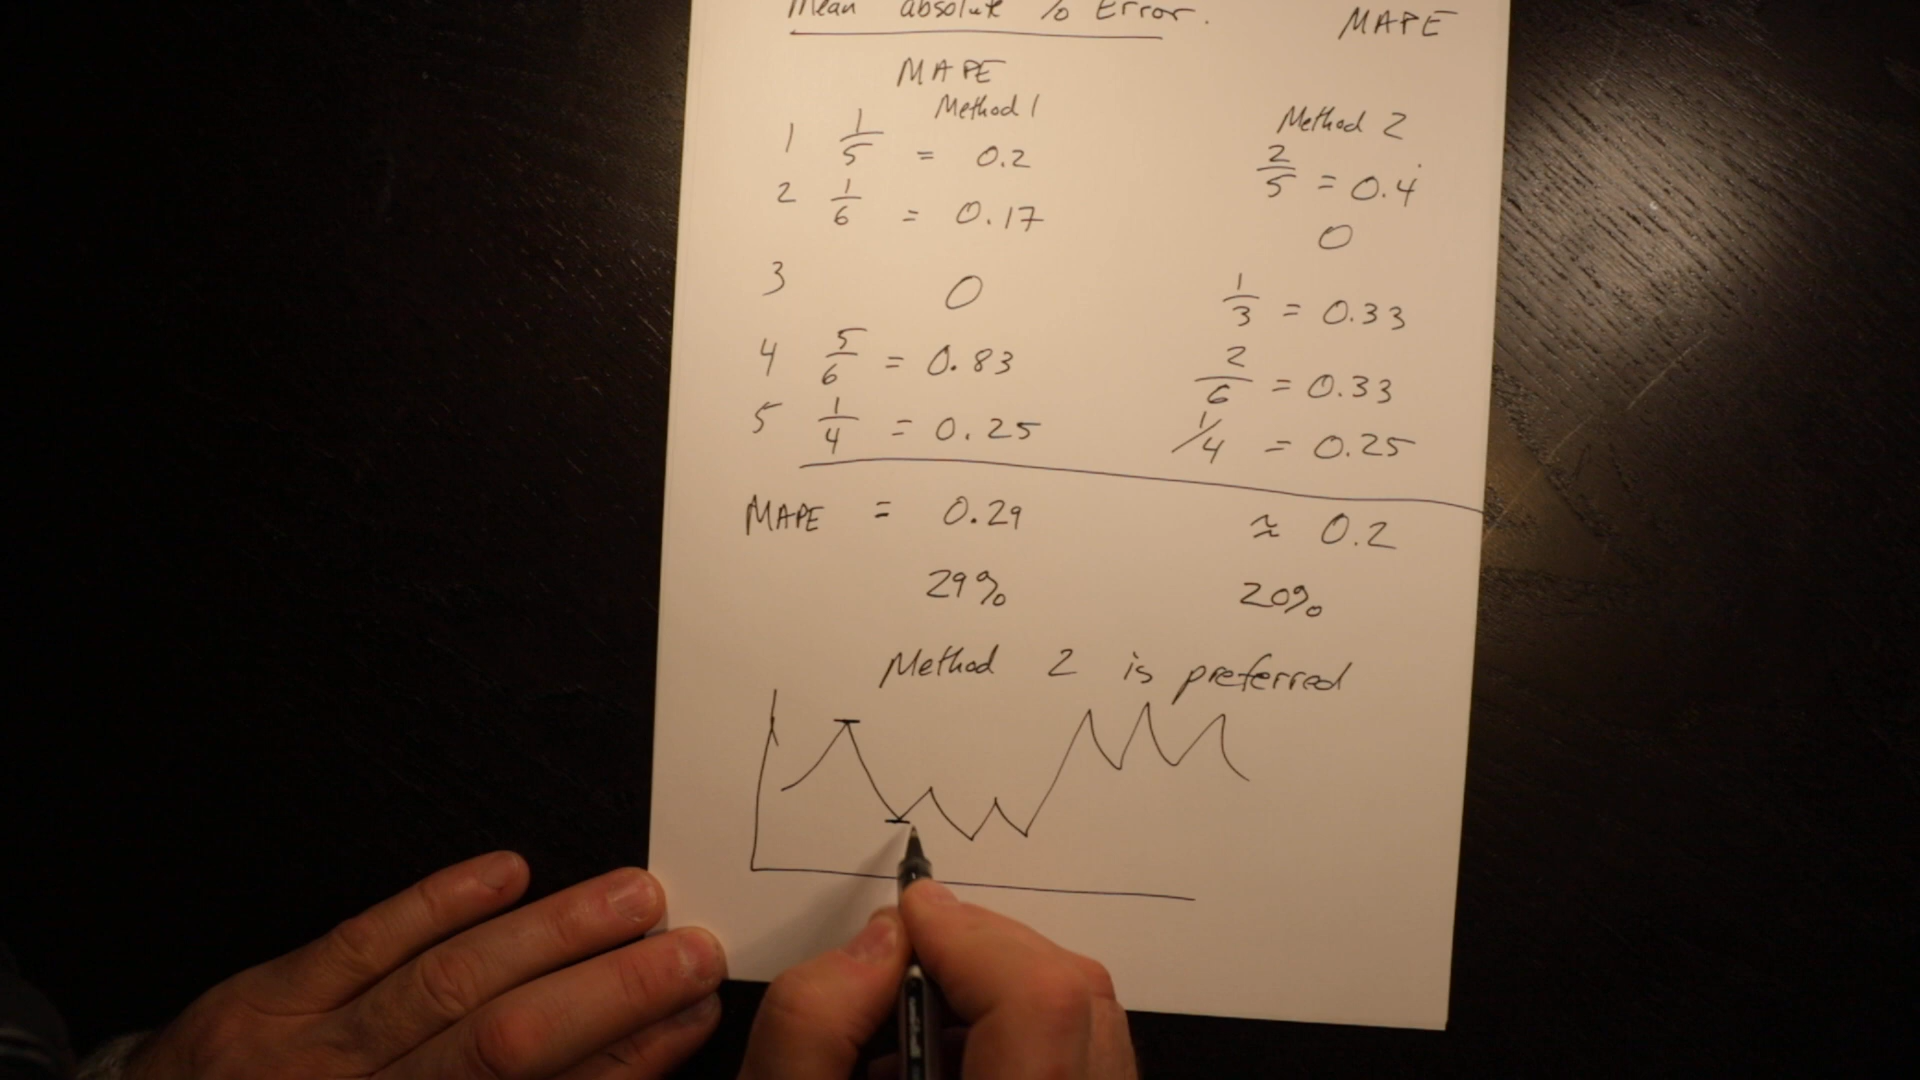 Mean absolute % Error. MAPE
MAPE
Method 1 Method 2
1 1/5 = 0.2 2/5 = 0.4
2 1/6 = 0.17 0
3 0 1/3 = 0.33
4 5/6 = 0.83 2/6 = 0.33
5 1/4 = 0.25 1/4 = 0.25
MAPE = 0.29 ≈ 0.2
29% 20%
Method 2 is preferred